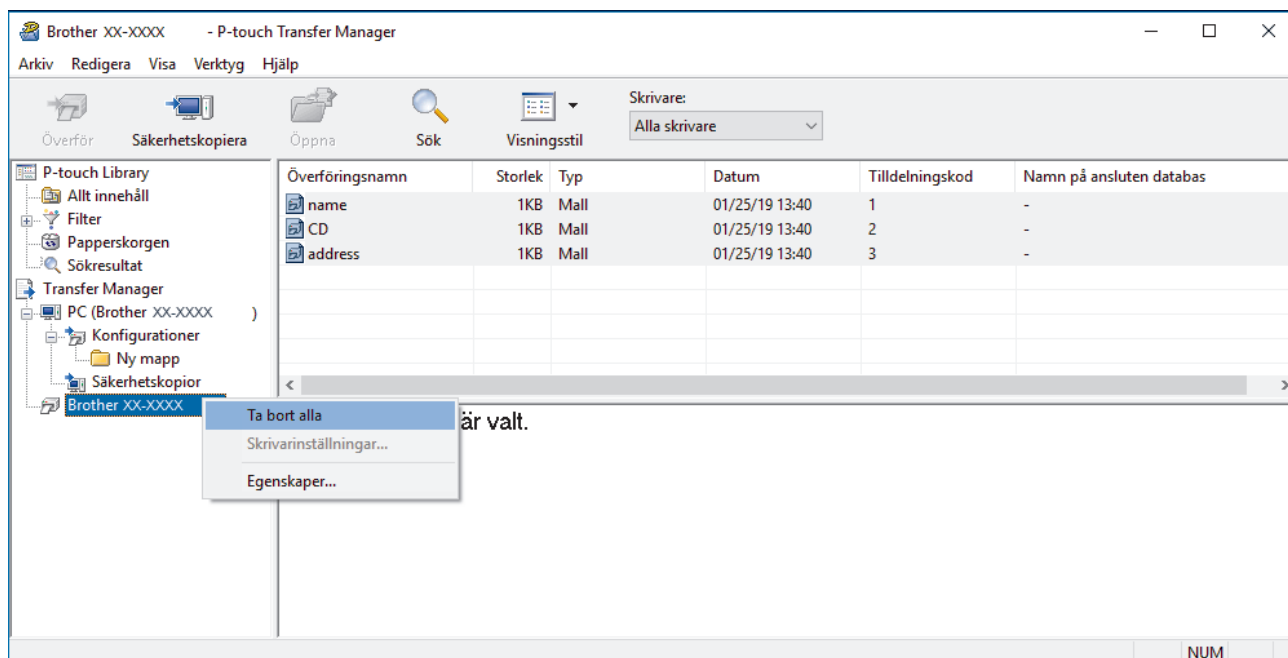 Brother XX-XXXX - P-touch Transfer Manager
Arkiv Redigera Visa Verktyg Hjälp
Överför Säkerhetskopiera Öppna Sök Visningsstil
Skrivare:
Alla skrivare
P-touch Library
Allt innehåll
Filter
Papperskorgen
Sökresultat
Transfer Manager
PC (Brother XX-XXXX )
Konfigurationer
Ny mapp
Säkerhetskopior
Brother XX-XXXX
Överföringsnamn Storlek Typ Datum Tilldelningskod Namn på ansluten databas
name 1KB Mall 01/25/19 13:40 1 -
CD 1KB Mall 01/25/19 13:40 2 -
address 1KB Mall 01/25/19 13:40 3 -
Ta bort alla
Skrivarinställningar...
Egenskaper...
är valt.
NUM